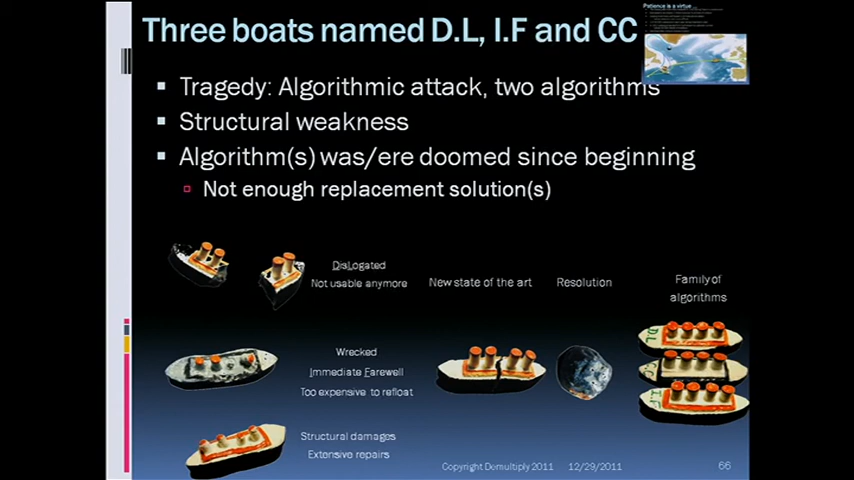 Three boats named D.L, I.F and CC
Patience is a virtue
Tragedy: Algorithmic attack, two algorithms
Structural weakness
Algorithm(s) was/ere doomed since beginning
Not enough replacement solution(s)
DisLogated
Not usable anymore
New state of the art
Resolution
Family of
algorithms
Wrecked
Immediate Farewell
Too expensive to refloat
Structural damages
Extensive repairs
Copyright Demultiply 2011
12/29/2011
66